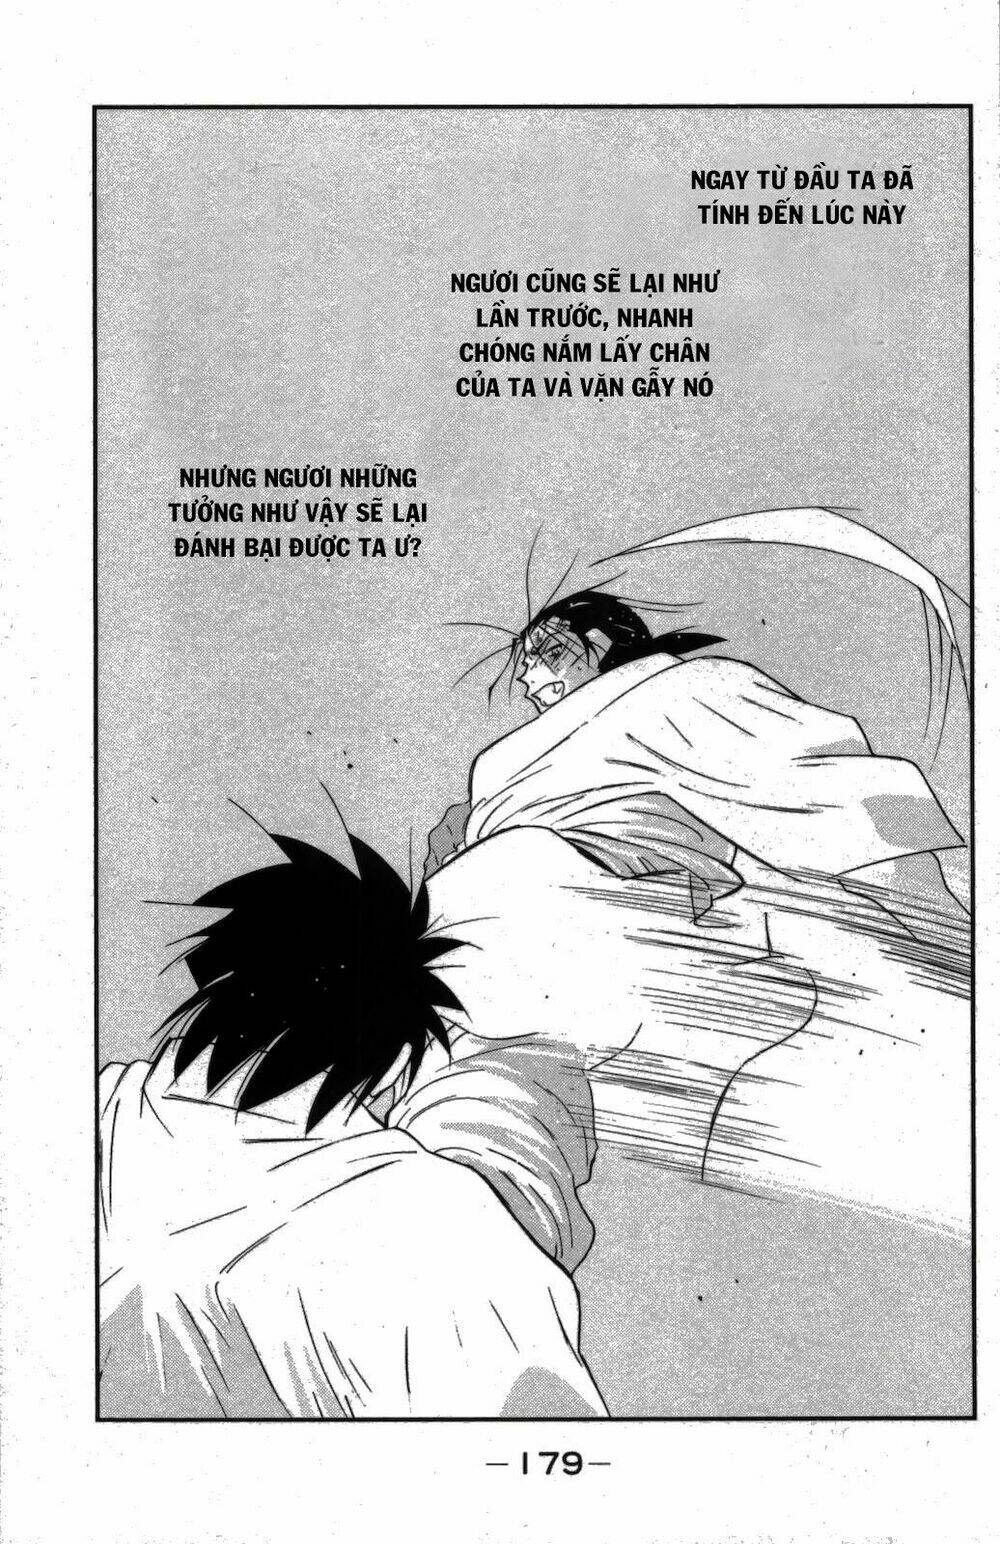 NGAY TỪ ĐẦU TA ĐÃ
TÍNH ĐẾN LÚC NÀY
NGƯƠI CŨNG SẼ LẠI NHƯ
LẦN TRƯỚC, NHANH
CHÓNG NẮM LẤY CHÂN
CỦA TA VÀ VẶN GẪY NÓ
NHƯNG NGƯƠI NHỮNG
TƯỞNG NHƯ VẬY SẼ LẠI
ĐÁNH BẠI ĐƯỢC TA Ư?
—179—